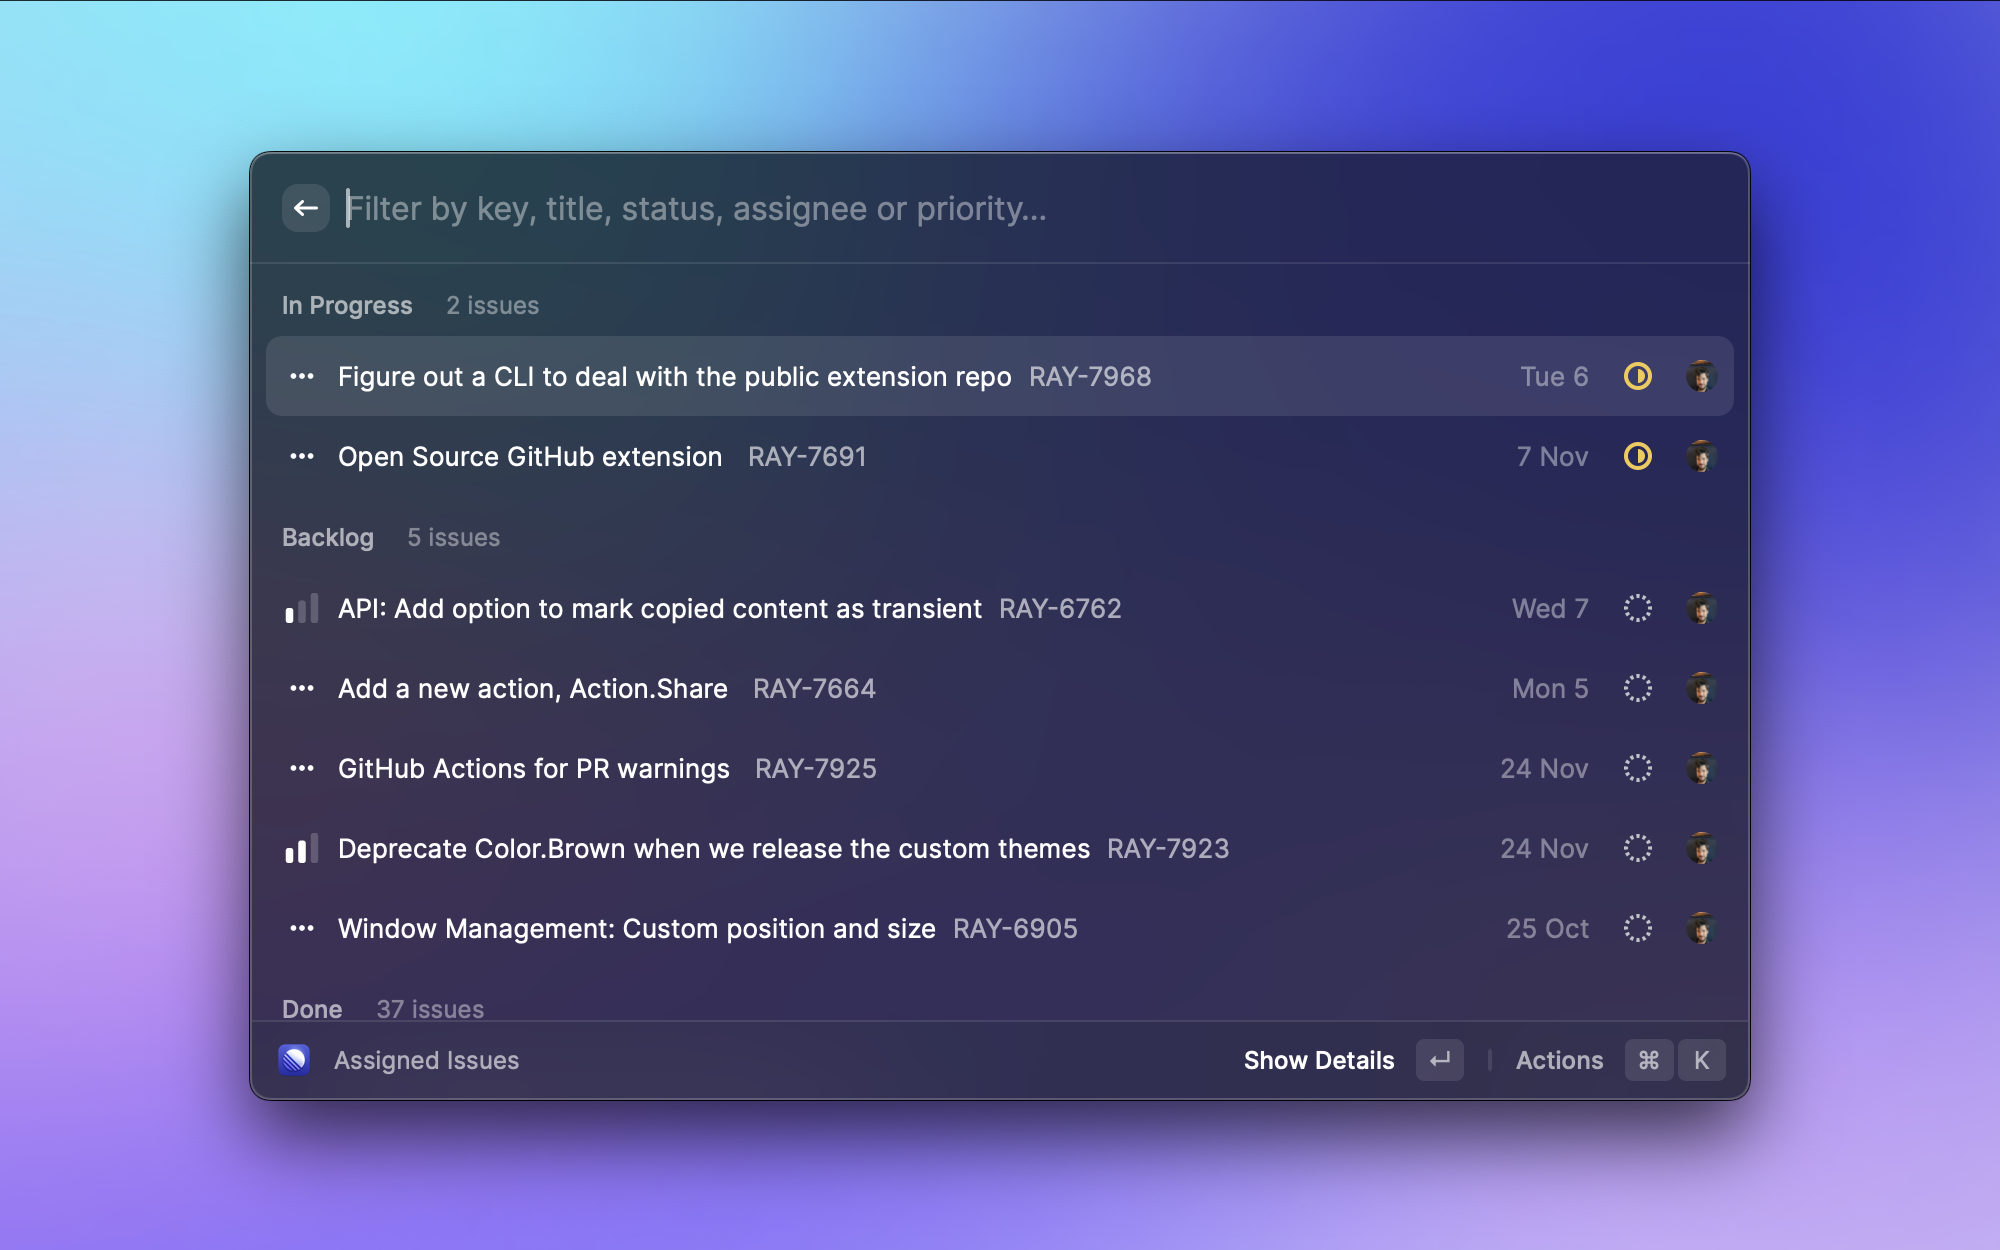 Filter by key, title, status, assignee or priority...
In Progress 2 issues
Figure out a CLI to deal with the public extension repo RAY-7968 Tue 6
Open Source GitHub extension RAY-7691 7 Nov
Backlog 5 issues
API: Add option to mark copied content as transient RAY-6762 Wed 7
Add a new action, Action.Share RAY-7664 Mon 5
GitHub Actions for PR warnings RAY-7925 24 Nov
Deprecate Color.Brown when we release the custom themes RAY-7923 24 Nov
Window Management: Custom position and size RAY-6905 25 Oct
Done 37 issues
Assigned Issues Show Details ↵ Actions ⌘ K